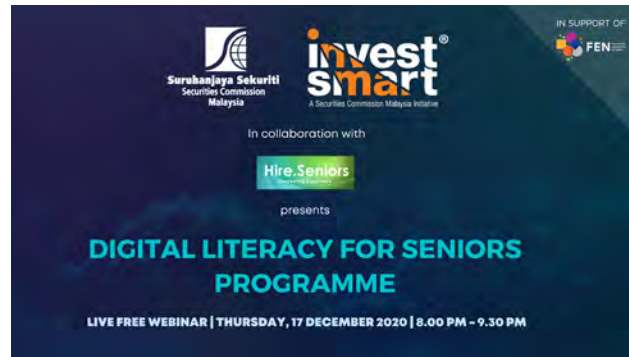 IN SUPPORT OF
FEN
Suruhanjaya Sekuriti
Securities Commission
Malaysia
invest®
smart
A Securities Commission Malaysia Initiative
In collaboration with
Hire.Seniors
presents
DIGITAL LITERACY FOR SENIORS
PROGRAMME
LIVE FREE WEBINAR | THURSDAY, 17 DECEMBER 2020 | 8.00 PM - 9.30 PM